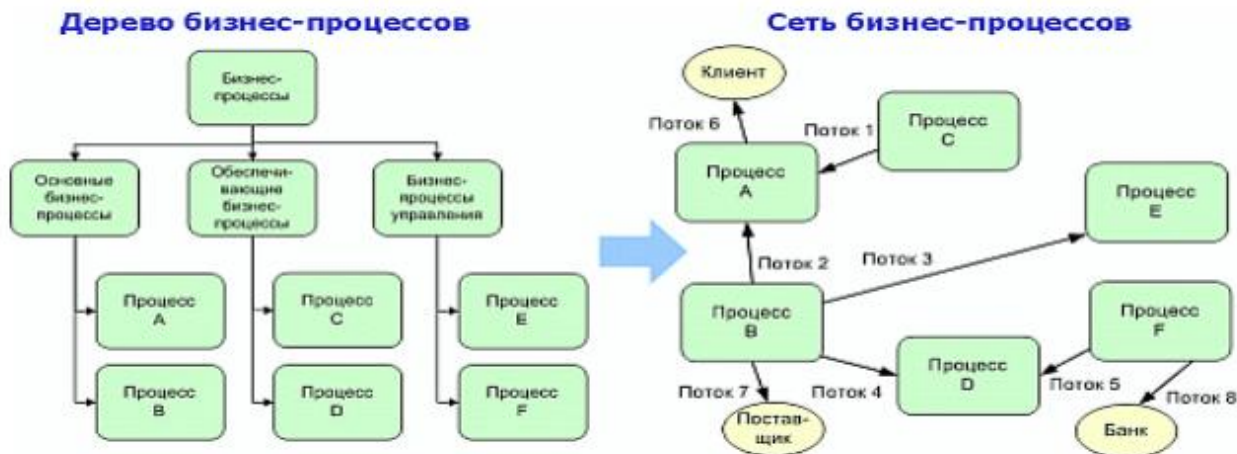 Дерево бизнес-процессов
Бизнес-
процессы
Основные
бизнес-
процессы
Обеспечи-
вающие
бизнес-
процессы
Бизнес-
процессы
управления
Процесс
A
Процесс
C
Процесс
E
Процесс
B
Процесс
D
Процесс
F
Сеть бизнес-процессов
Клиент
Поток 6
Поток 1
Процесс
C
Процесс
A
Процесс
E
Поток 2
Поток 3
Процесс
B
Процесс
F
Процесс
D
Поток 7
Поток 4
Поток 5
Поток 8
Постав-
щик
Банк